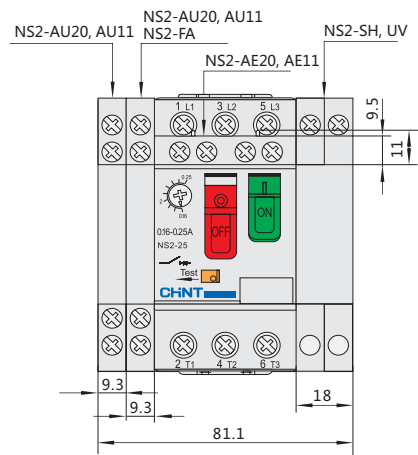 NS2-AU20, AU11
NS2-AU20, AU11
NS2-FA
NS2-SH, UV
NS2-AE20, AE11
1 L1 3 L2 5 L3
9.5
11
0.25
2
0.16
0.16-0.25A
NS2-25
OFF
ON
Test
CHNT
2 T1 4 T2 6 T3
9.3
9.3
18
81.1